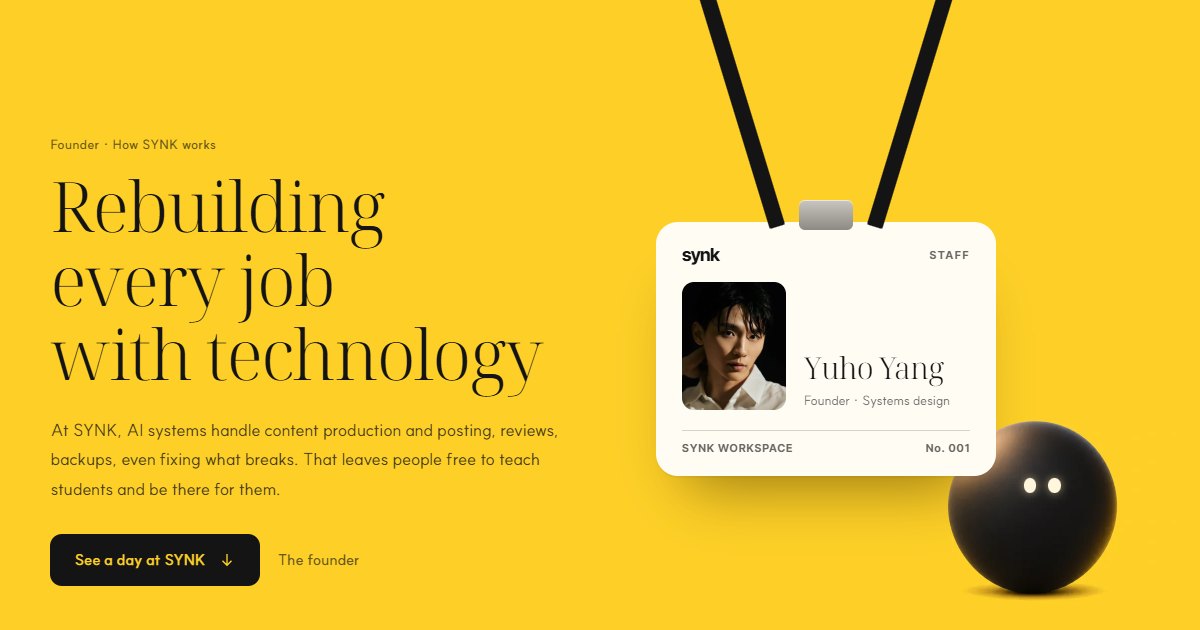 Founder · How SYNK works
Rebuilding
every job
with technology
At SYNK, AI systems handle content production and posting, reviews,
backups, even fixing what breaks. That leaves people free to teach
students and be there for them.
See a day at SYNK ↓
The founder
synk
STAFF
Yuho Yang
Founder · Systems design
SYNK WORKSPACE
No. 001